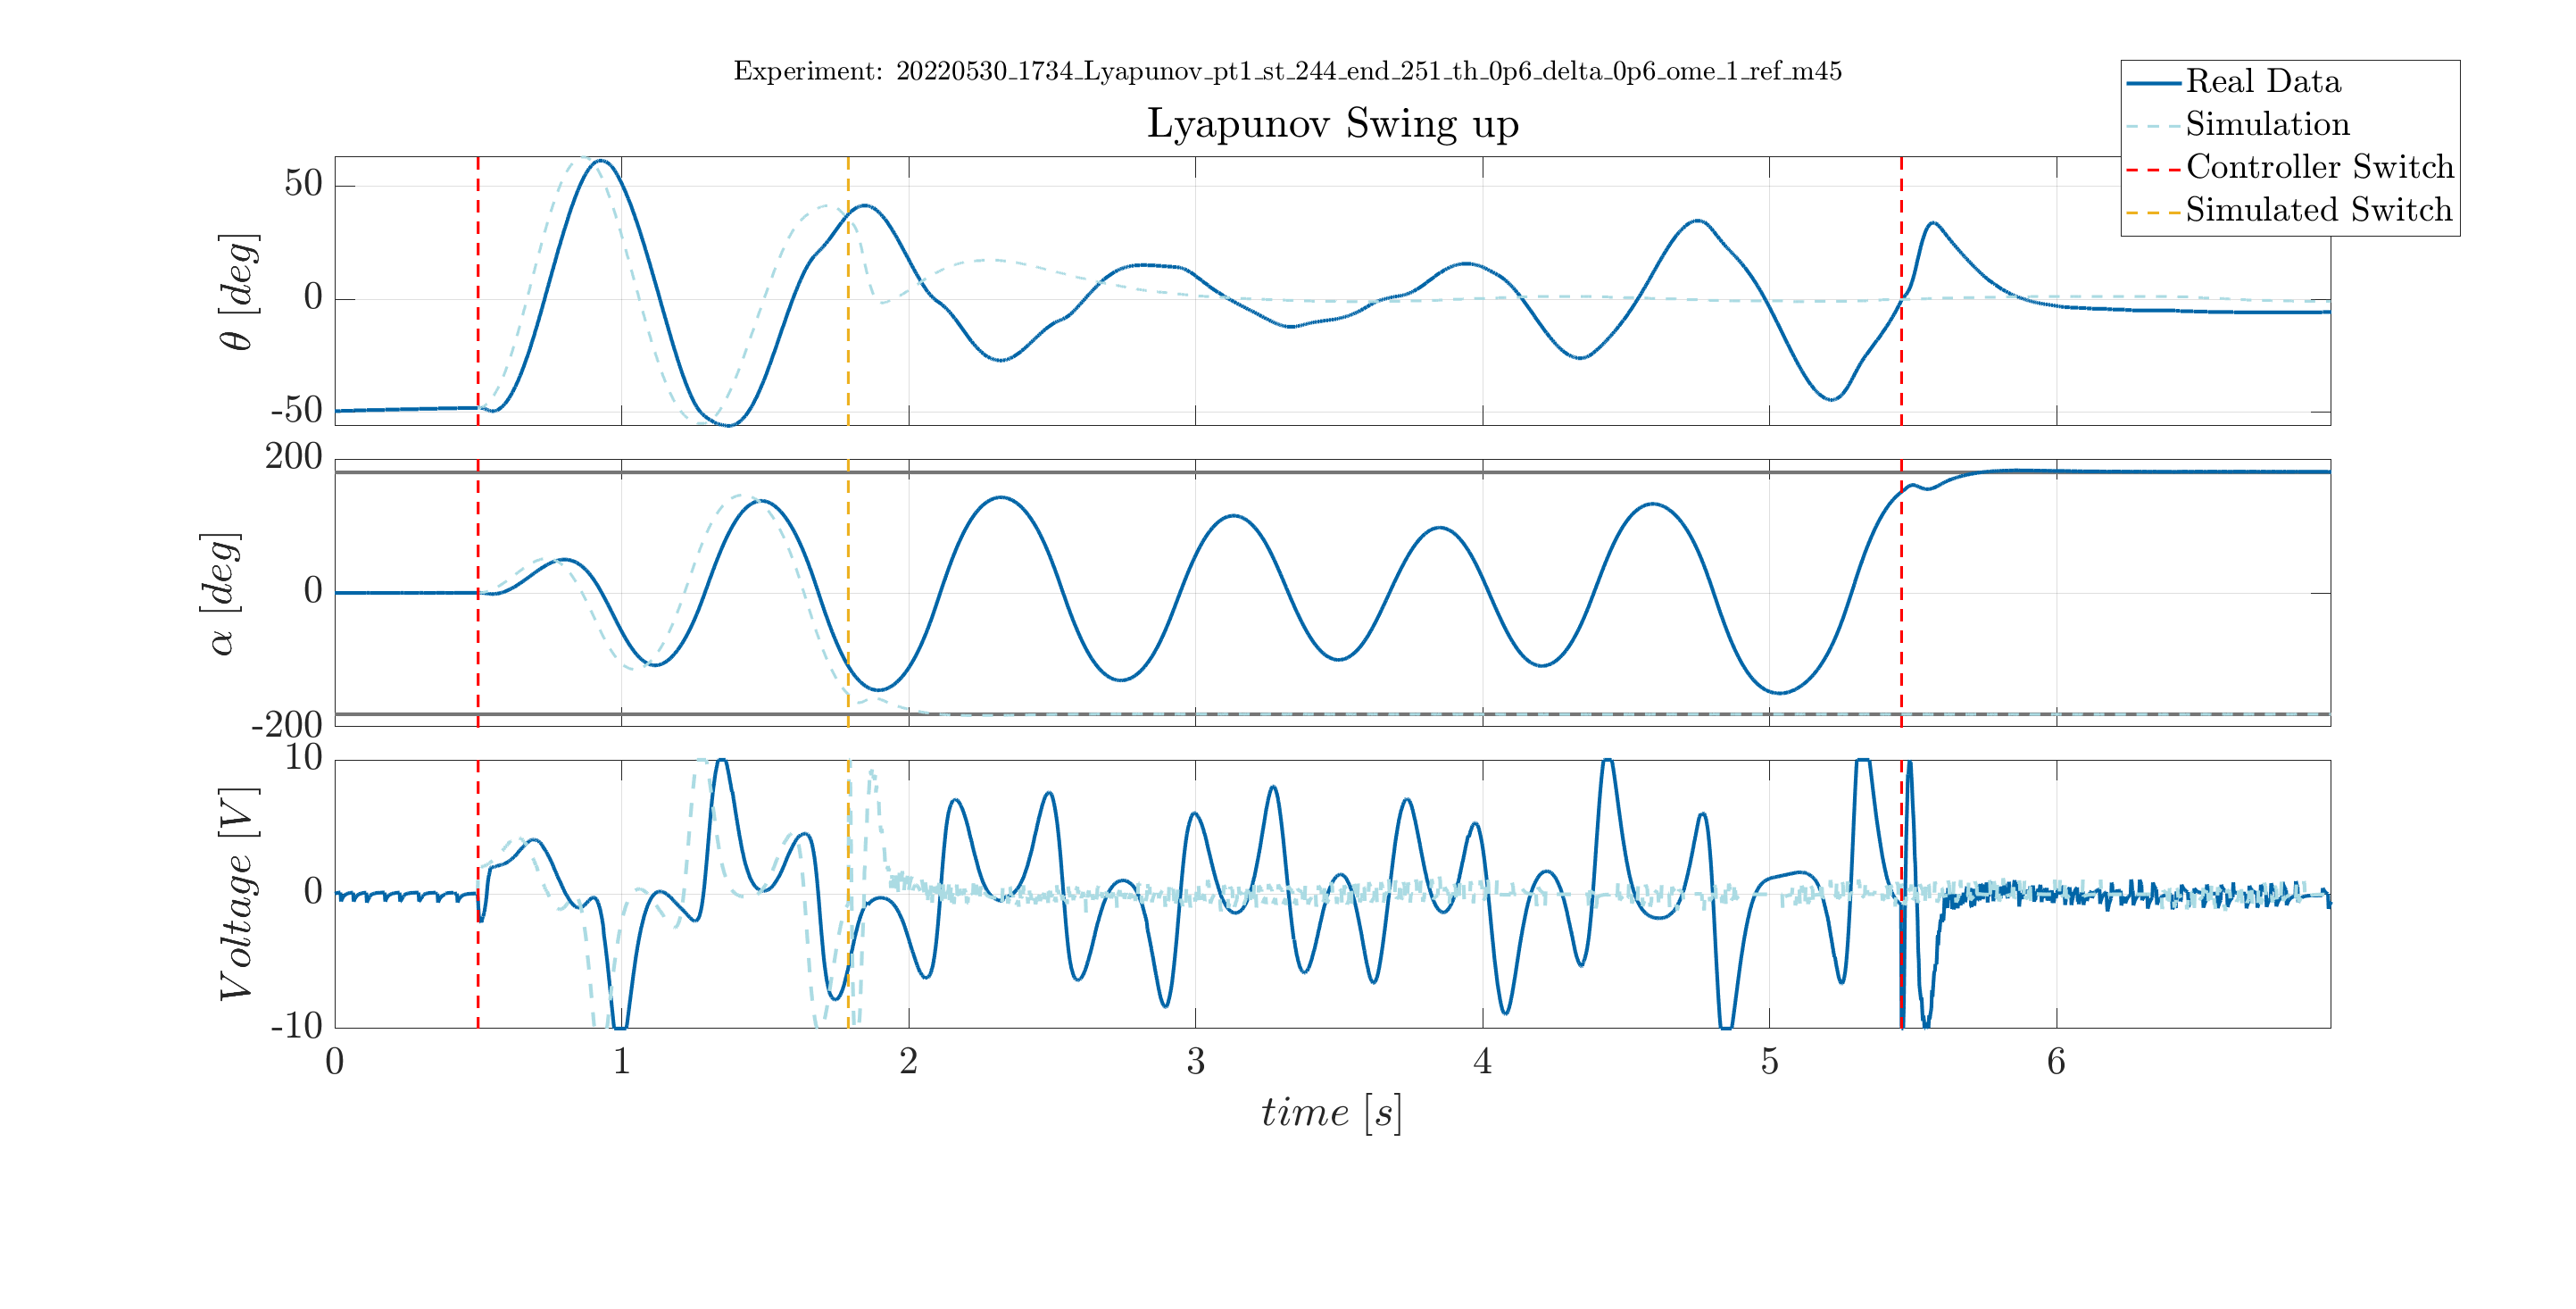 Experiment: 20220530_1734_Lyapunov_pt1_st_244_end_251_th_0p6_delta_0p6_ome_1_ref_m45
Lyapunov Swing up
Real Data
Simulation
Controller Switch
Simulated Switch
50
0
-50
θ [deg]
200
0
-200
α [deg]
10
0
-10
Voltage [V]
0 1 2 3 4 5 6
time [s]